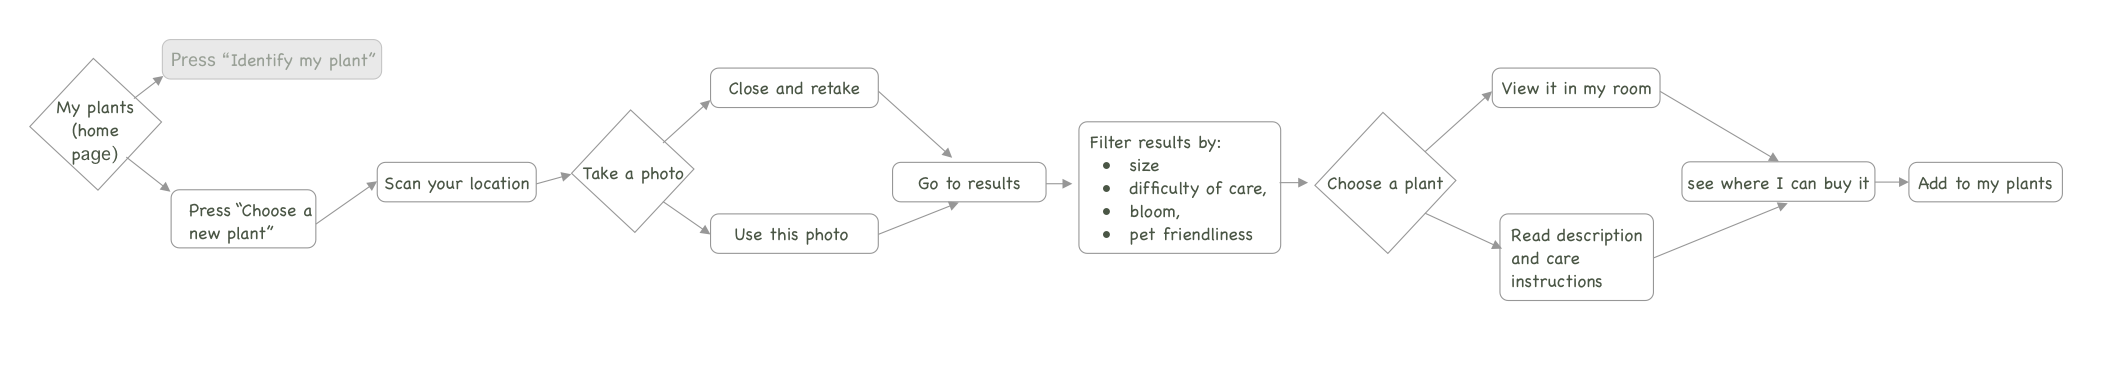 Press “Identify my plant”
My plants
(home
page)
Press “Choose a
new plant”
Scan your location
Take a photo
Close and retake
Use this photo
Go to results
Filter results by:
• size
• difficulty of care,
• bloom,
• pet friendliness
Choose a plant
View it in my room
Read description
and care
instructions
see where I can buy it
Add to my plants